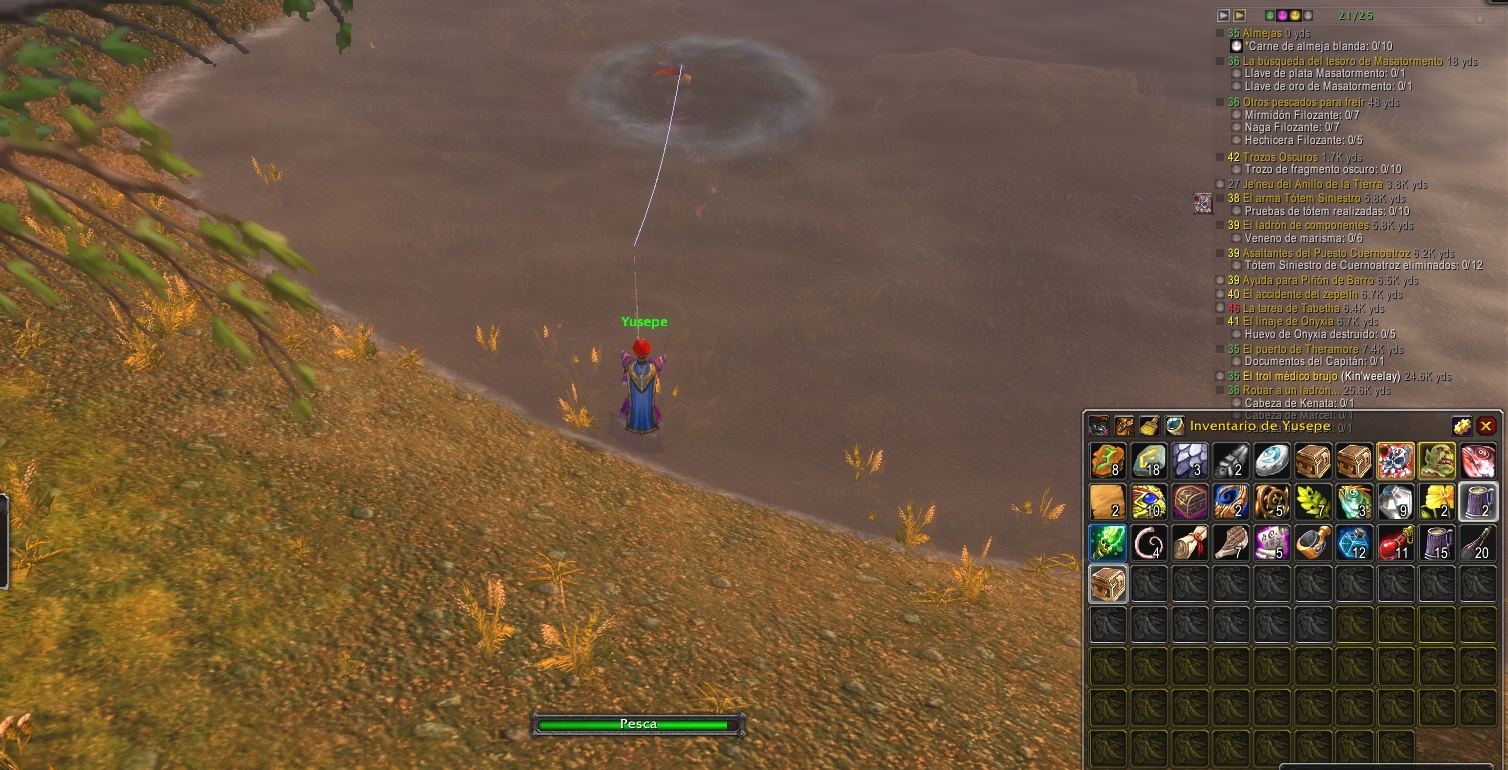 21/25
35 Almejas 0 yds
*Carne de almeja blanda: 0/10
36 La búsqueda del tesoro de Masatormento 18 yds
Llave de plata Masatormento: 0/1
Llave de oro de Masatormento: 0/1
36 Otros pescados para freír 48 yds
Mirmidón Filozante: 0/7
Naga Filozante: 0/7
Hechicera Filozante: 0/5
42 Trozos Oscuros 1.7K yds
Trozo de fragmento oscuro: 0/10
27 Je'neu del Anillo de la Tierra 3.8K yds
38 El arma Tótem Siniestro 5.8K yds
Pruebas de tótem realizadas: 0/10
39 El ladrón de componentes 5.8K yds
Veneno de marisma: 0/6
39 Asaltantes del Puesto Cuernoatroz 6.2K yds
Tótem Siniestro de Cuernoatroz eliminados: 0/12
39 Ayuda para Piñón de Barro 6.5K yds
40 El accidente del zepelín 6.7K yds
La tarea de Tabetha 6.4K yds
41 El linaje de Onyxia 6.7K yds
Huevo de Onyxia destruido: 0/5
35 El puerto de Theramore 7.4K yds
Documentos del Capitán: 0/1
35 El trol médico brujo (Kin'weelay) 24.6K yds
36 Robar a un ladrón... 25.6K yds
Cabeza de Kenata: 0/1
Cabeza de Marcel: 0/1
Yusepe
Inventario de Yusepe
8 18 3 2
2 10 2 5 7 3 9 2 2
4 7 5 12 11 15 20
Pesca